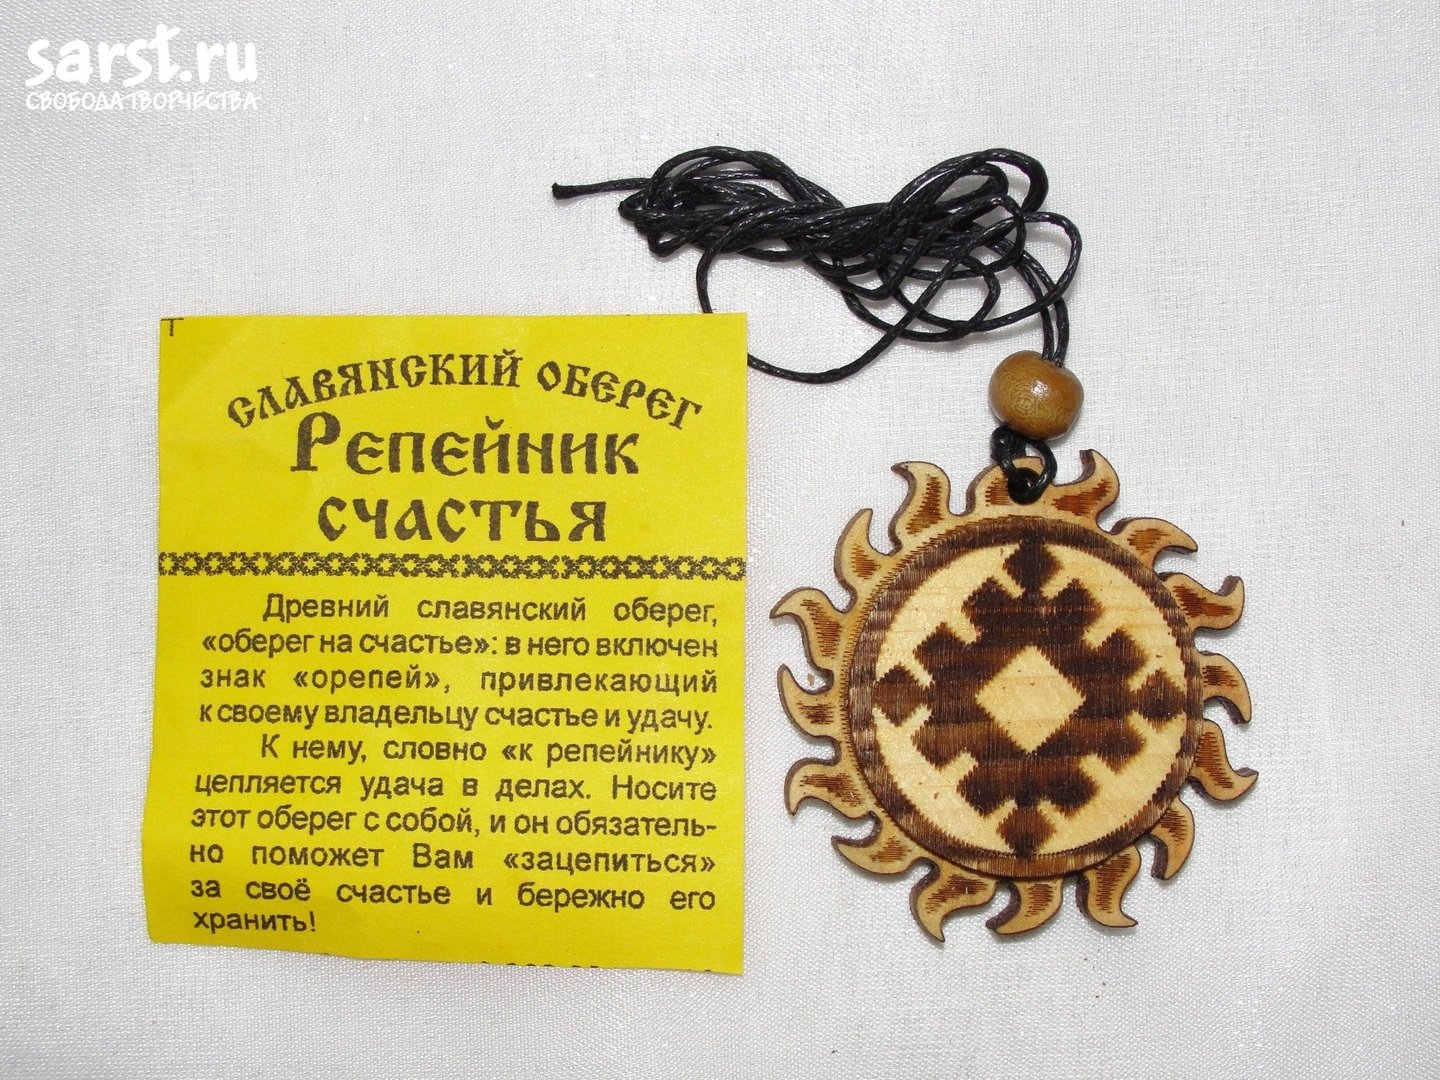 sarst.ru
СВОБОДА ТВОРЧЕСТВА
Т
СЛАВЯНСКИЙ ОБЕРЕГ
РЕПЕЙНИК
СЧАСТЬЯ
Древний славянский оберег,
«оберег на счастье»: в него включен
знак «орепей», привлекающий
к своему владельцу счастье и удачу.
К нему, словно «к репейнику»
цепляется удача в делах. Носите
этот оберег с собой, и он обязатель-
но поможет Вам «зацепиться»
за своё счастье и бережно его
хранить!